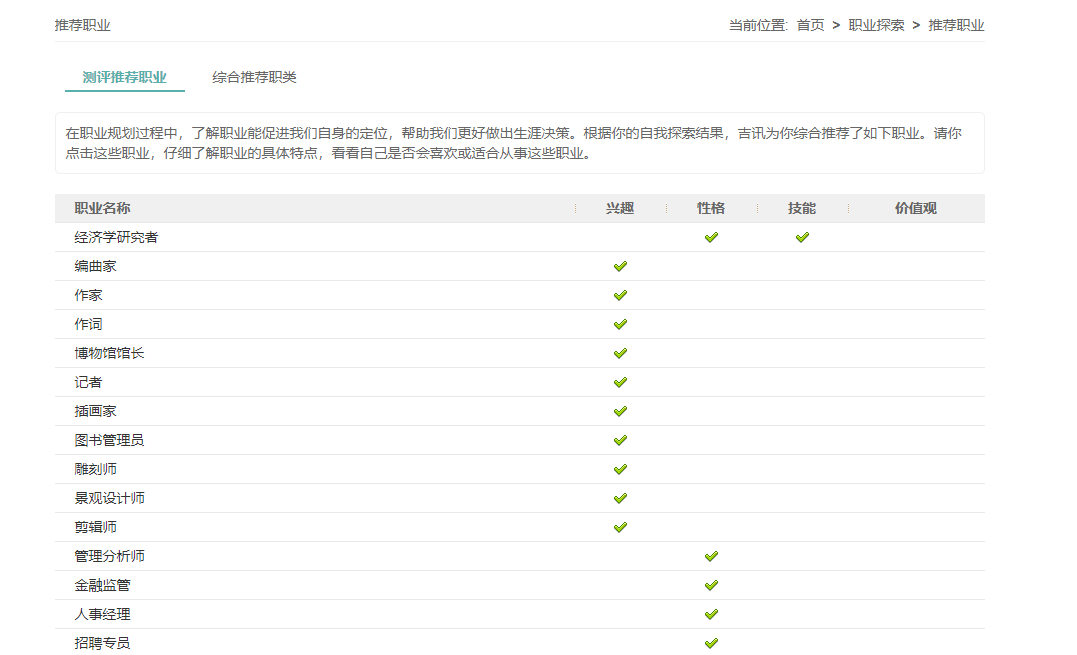 推荐职业
当前位置: 首页 > 职业探索 > 推荐职业
测评推荐职业 综合推荐职类
在职业规划过程中，了解职业能促进我们自身的定位，帮助我们更好做出生涯决策。根据你的自我探索结果，吉讯为你综合推荐了如下职业。请你
点击这些职业，仔细了解职业的具体特点，看看自己是否会喜欢或适合从事这些职业。
职业名称 兴趣 性格 技能 价值观
经济学研究者
编曲家
作家
作词
博物馆馆长
记者
插画家
图书管理员
雕刻师
景观设计师
剪辑师
管理分析师
金融监管
人事经理
招聘专员